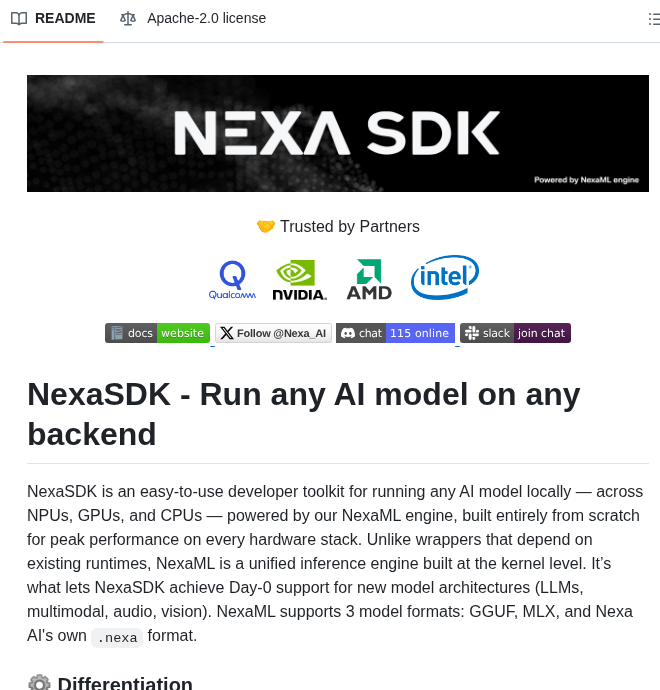 README
Apache-2.0 license
NEXA SDK
Powered by NexaML engine
🤝 Trusted by Partners
Qualcomm
NVIDIA.
AMD
intel
docs website
Follow @Nexa_AI
chat 115 online
slack join chat
NexaSDK - Run any AI model on any
backend
NexaSDK is an easy-to-use developer toolkit for running any AI model locally — across
NPUs, GPUs, and CPUs — powered by our NexaML engine, built entirely from scratch
for peak performance on every hardware stack. Unlike wrappers that depend on
existing runtimes, NexaML is a unified inference engine built at the kernel level. It’s
what lets NexaSDK achieve Day-0 support for new model architectures (LLMs,
multimodal, audio, vision). NexaML supports 3 model formats: GGUF, MLX, and Nexa
AI's own .nexa format.
⚙️ Differentiation